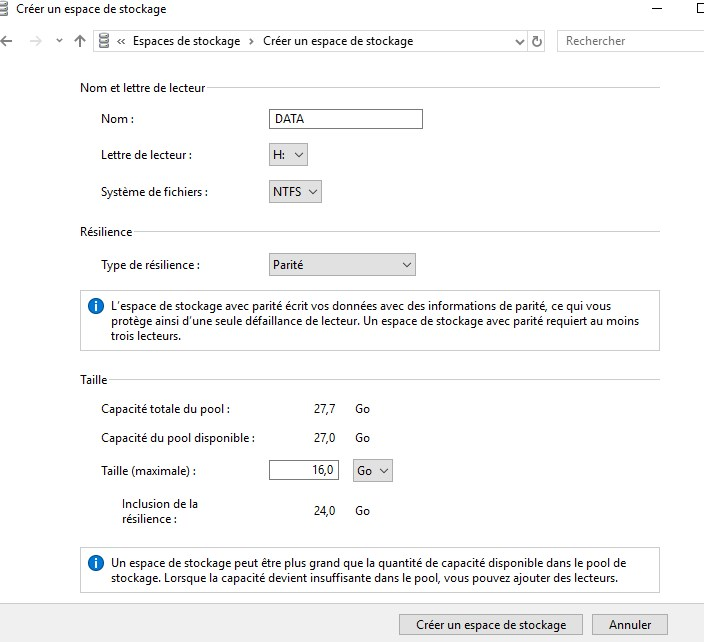 Créer un espace de stockage
« Espaces de stockage > Créer un espace de stockage
Rechercher
Nom et lettre de lecteur
Nom : DATA
Lettre de lecteur : H:
Système de fichiers : NTFS
Résilience
Type de résilience : Parité
L'espace de stockage avec parité écrit vos données avec des informations de parité, ce qui vous
protège ainsi d'une seule défaillance de lecteur. Un espace de stockage avec parité requiert au moins
trois lecteurs.
Taille
Capacité totale du pool : 27,7 Go
Capacité du pool disponible : 27,0 Go
Taille (maximale) : 16,0 Go
Inclusion de la
résilience : 24,0 Go
Un espace de stockage peut être plus grand que la quantité de capacité disponible dans le pool de
stockage. Lorsque la capacité devient insuffisante dans le pool, vous pouvez ajouter des lecteurs.
Créer un espace de stockage Annuler